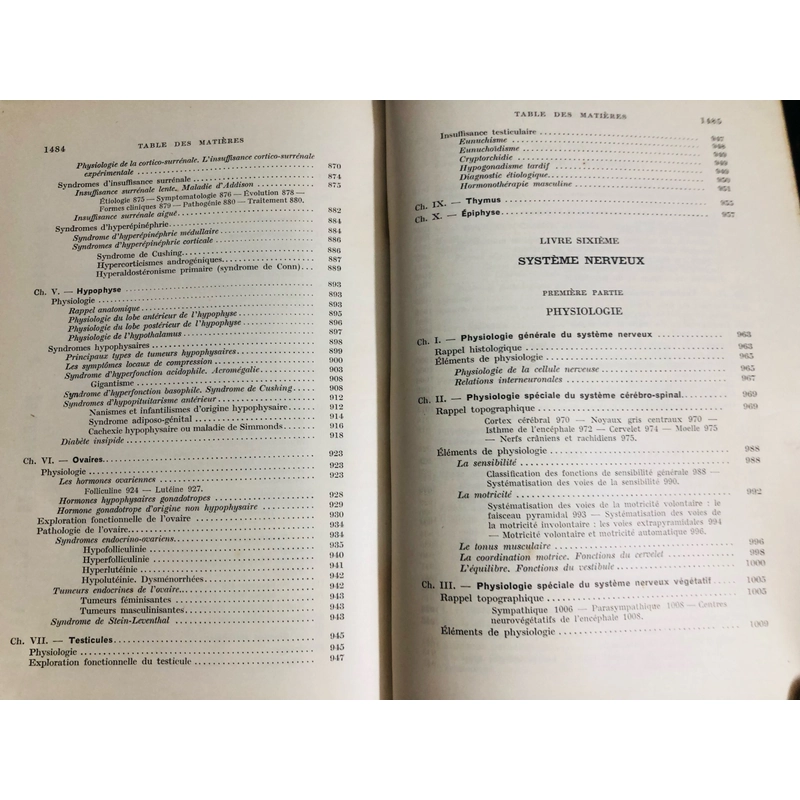 1484 TABLE DES MATIÈRES
Physiologie de la cortico-surrénale. L'insuffisance cortico-surrénale
expérimentale 870
Syndromes d'insuffisance surrénale 874
Insuffisance surrénale lente. Maladie d'Addison 875
Étiologie 875 — Symptomatologie 876 — Évolution 878 —
Formes cliniques 879 — Pathogénie 880 — Traitement 880.
Insuffisance surrénale aiguë 882
Syndromes d'hyperépinéphrie 884
Syndrome d'hyperépinéphrie médullaire 884
Syndromes d'hyperépinéphrie corticale 886
Syndrome de Cushing 886
Hypercorticismes androgéniques 887
Hyperaldostéronisme primaire (syndrome de Conn) 889
Ch. V. — Hypophyse 893
Physiologie 893
Rappel anatomique 893
Physiologie du lobe antérieur de l'hypophyse 895
Physiologie du lobe postérieur de l'hypophyse 896
Physiologie de l'hypothalamus 897
Syndromes hypophysaires 898
Principaux types de tumeurs hypophysaires 899
Les symptômes locaux de compression 900
Syndrome d'hyperfonction acidophile. Acromégalie 903
Gigantisme 908
Syndrome d'hyperfonction basophile. Syndrome de Cushing 908
Syndromes d'hypopituitarisme antérieur 912
Nanismes et infantilismes d'origine hypophysaire 912
Syndrome adiposo-génital 914
Cachexie hypophysaire ou maladie de Simmonds 916
Diabète insipide 918
Ch. VI. — Ovaires 923
Physiologie 923
Les hormones ovariennes 923
Folliculine 924 — Lutéine 927.
Hormones hypophysaires gonadotropes 928
Hormone gonadotrope d'origine non hypophysaire 929
Exploration fonctionnelle de l'ovaire 930
Pathologie de l'ovaire 934
Syndromes endocrino-ovariens 934
Hypofolliculinie 935
Hyperfolliculinie 940
Hyperlutéinie 941
Hypolutéinie. Dysménorrhées 942
Tumeurs endocrines de l'ovaire 942
Tumeurs féminisantes 943
Tumeurs masculinisantes 943
Syndrome de Stein-Leventhal 943
Ch. VII. — Testicules 945
Physiologie 945
Exploration fonctionnelle du testicule 947
TABLE DES MATIÈRES 1485
Insuffisance testiculaire 947
Eunuchisme 948
Eunuchoïdisme 949
Cryptorchidie 949
Hypogonadisme tardif 949
Diagnostic étiologique 950
Hormonothérapie masculine 951
Ch. IX. — Thymus 955
Ch. X. — Épiphyse 957
LIVRE SIXIÈME
SYSTÈME NERVEUX
PREMIÈRE PARTIE
PHYSIOLOGIE
Ch. I. — Physiologie générale du système nerveux 963
Rappel histologique 963
Éléments de physiologie 965
Physiologie de la cellule nerveuse 965
Relations interneuronales 967
Ch. II. — Physiologie spéciale du système cérébro-spinal 969
Rappel topographique 969
Cortex cérébral 970 — Noyaux gris centraux 970 —
Isthme de l'encéphale 972 — Cervelet 974 — Moelle 975
— Nerfs crâniens et rachidiens 975.
Éléments de physiologie 988
La sensibilité 988
Classification des fonctions de sensibilité générale 988 —
Systématisation des voies de la sensibilité 990.
La motricité 992
Systématisation des voies de la motricité volontaire : le
faisceau pyramidal 993 — Systématisation des voies de
la motricité involontaire : les voies extrapyramidales 994
— Motricité volontaire et motricité automatique 996.
Le tonus musculaire 996
La coordination motrice. Fonctions du cervelet 998
L'équilibre. Fonctions du vestibule 1000
Ch. III. — Physiologie spéciale du système nerveux végétatif 1005
Rappel topographique 1005
Sympathique 1006 — Parasympathique 1008 — Centres
neurovégétatifs de l'encéphale 1008.
Éléments de physiologie 1009